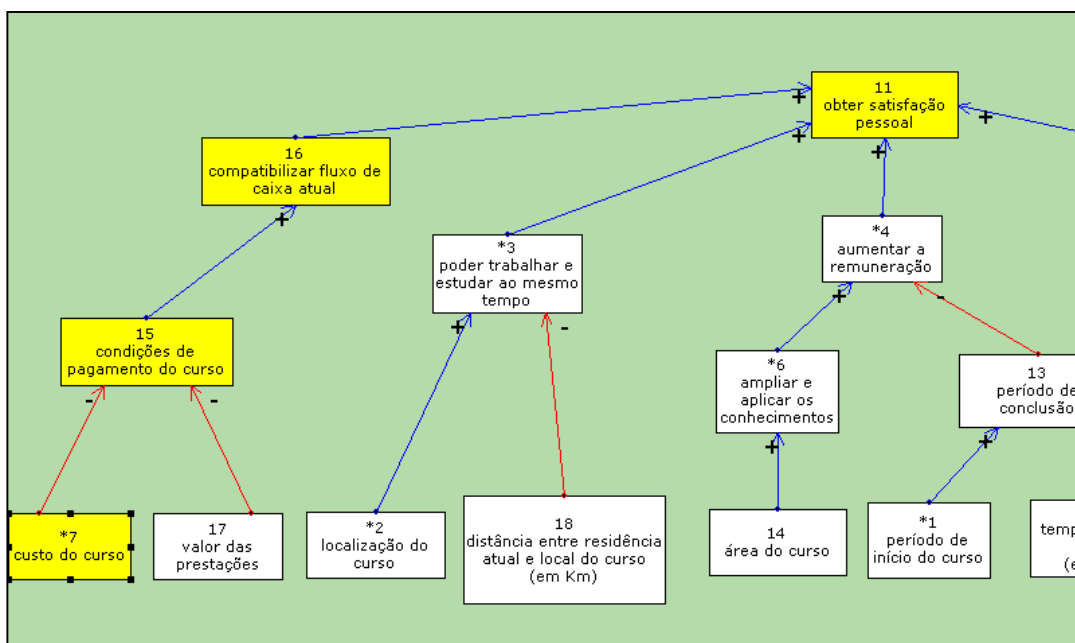 11
obter satisfação
pessoal
+
+
+
+
16
compatibilizar fluxo de
caixa atual
+
*3
poder trabalhar e
estudar ao mesmo
tempo
+
-
*4
aumentar a
remuneração
+
-
15
condições de
pagamento do curso
-
-
*6
ampliar e
aplicar os
conhecimentos
+
13
período de
conclusão
+
*7
custo do curso
17
valor das
prestações
*2
localização do
curso
18
distância entre residência
atual e local do curso
(em Km)
14
área do curso
*1
período de
início do curso